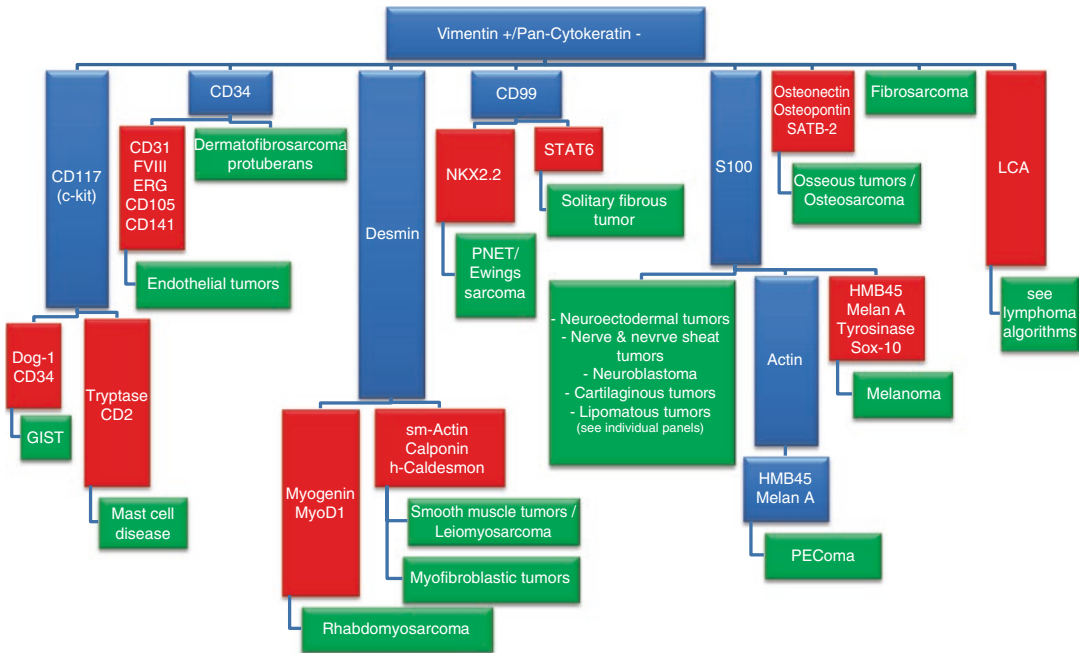 Vimentin +/Pan-Cytokeratin -
CD117
(c-kit)
Dog-1
CD34
GIST
Tryptase
CD2
Mast cell
disease
CD34
CD31
FVIII
ERG
CD105
CD141
Endothelial tumors
Dermatofibrosarcoma
protuberans
Desmin
Myogenin
MyoD1
Rhabdomyosarcoma
sm-Actin
Calponin
h-Caldesmon
Smooth muscle tumors /
Leiomyosarcoma
Myofibroblastic tumors
CD99
NKX2.2
PNET/
Ewings
sarcoma
STAT6
Solitary fibrous
tumor
S100
- Neuroectodermal tumors
- Nerve & nevrve sheat
tumors
- Neuroblastoma
- Cartilaginous tumors
- Lipomatous tumors
(see individual panels)
Actin
HMB45
Melan A
PEComa
HMB45
Melan A
Tyrosinase
Sox-10
Melanoma
Osteonectin
Osteopontin
SATB-2
Osseous tumors /
Osteosarcoma
Fibrosarcoma
LCA
see
lymphoma
algorithms